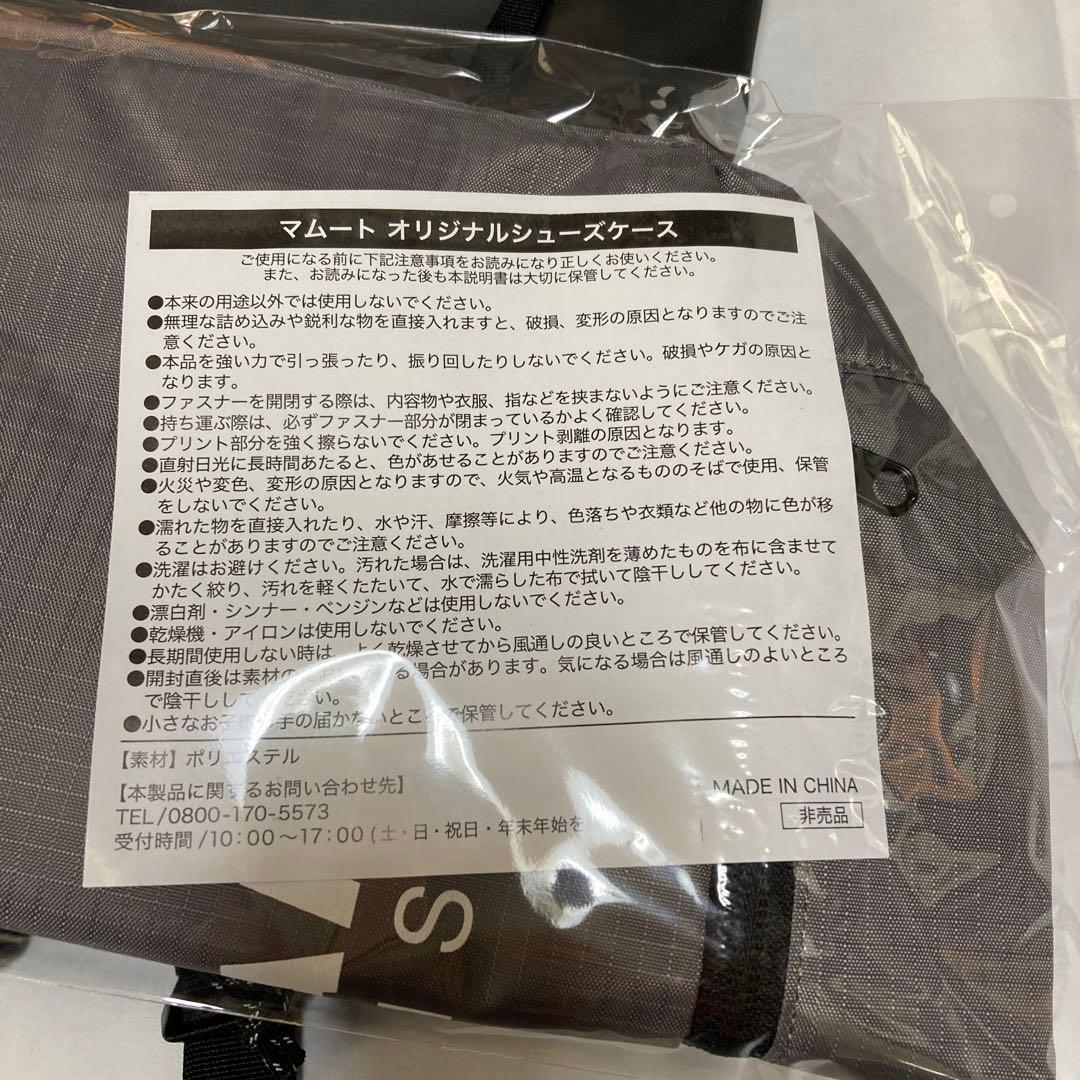 マムート オリジナルシューズケース
ご使用になる前に下記注意事項をお読みになり正しくお使いください。
また、お読みになった後も本説明書は大切に保管してください。
●本来の用途以外では使用しないでください。
●無理な詰め込みや鋭利な物を直接入れますと、破損、変形の原因となりますのでご注
意ください。
●本品を強い力で引っ張ったり、振り回したりしないでください。破損やケガの原因と
なります。
●ファスナーを開閉する際は、内容物や衣服、指などを挟まないようにご注意ください。
●持ち運ぶ際は、必ずファスナー部分が閉まっているかよく確認してください。
●プリント部分を強く擦らないでください。プリント剥離の原因となります。
●直射日光に長時間あたると、色があせることがありますのでご注意ください。
●火災や変色、変形の原因となりますので、火気や高温となるもののそばで使用、保管
をしないでください。
●濡れた物を直接入れたり、水や汗、摩擦等により、色落ちや衣類など他の物に色が移
ることがありますのでご注意ください。
●洗濯はお避けください。汚れた場合は、洗濯用中性洗剤を薄めたものを布に含ませて
かたく絞り、汚れを軽くたたいて、水で濡らした布で拭いて陰干ししてください。
●漂白剤・シンナー・ベンジンなどは使用しないでください。
●乾燥機・アイロンは使用しないでください。
●長期間使用しない時は、よく乾燥させてから風通しの良いところで保管してください。
●開封直後は素材の る場合があります。気になる場合は風通しのよいところ
で陰干ししてください。
●小さなお子様の手の届かないところで保管してください。
【素材】ポリエステル
【本製品に関するお問い合わせ先】
TEL/0800-170-5573
受付時間/10:00〜17:00(土・日・祝日・年末年始を
MADE IN CHINA
非売品
S